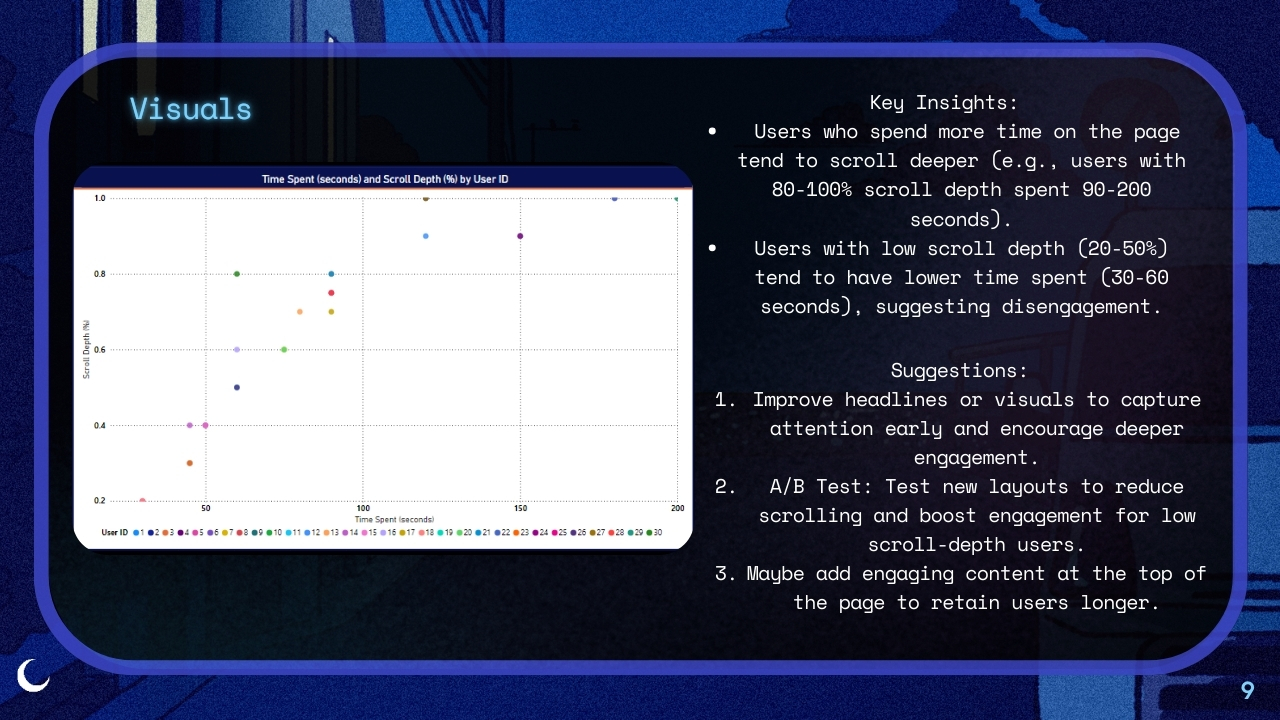 Visuals
Time Spent (seconds) and Scroll Depth (%) by User ID
1.0
0.8
0.6
0.4
0.2
Scroll Depth (%)
50
100
150
200
Time Spent (seconds)
User ID 1 2 3 4 5 6 7 8 9 10 11 12 13 14 15 16 17 18 19 20 21 22 23 24 25 26 27 28 29 30
Key Insights:
• Users who spend more time on the page
tend to scroll deeper (e.g., users with
80-100% scroll depth spent 90-200
seconds).
• Users with low scroll depth (20-50%)
tend to have lower time spent (30-60
seconds), suggesting disengagement.
Suggestions:
1. Improve headlines or visuals to capture
attention early and encourage deeper
engagement.
2. A/B Test: Test new layouts to reduce
scrolling and boost engagement for low
scroll-depth users.
3. Maybe add engaging content at the top of
the page to retain users longer.
9